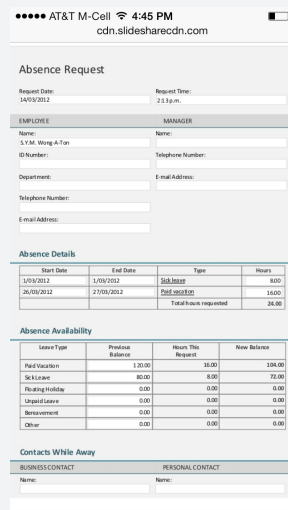 AT&T M-Cell 4:45 PM
cdn.slidesharecdn.com
Absence Request
Request Date: Request Time:
14/03/2012 2:13 p.m.
EMPLOYEE MANAGER
Name: Name:
S.Y.M. Wong-A-Ton
ID Number: Telephone Number:
Department: E-mail Address:
Telephone Number:
E-mail Address:
Absence Details
Start Date End Date Type Hours
1/03/2012 1/03/2012 Sick leave 8.00
26/03/2012 27/03/2012 Paid vacation 16.00
Total hours requested 24.00
Absence Availability
Leave Type Previous Balance Hours This Request New Balance
Paid Vacation 120.00 16.00 104.00
Sick Leave 80.00 8.00 72.00
Floating Holiday 0.00 0.00 0.00
Unpaid Leave 0.00 0.00 0.00
Bereavement 0.00 0.00 0.00
Other 0.00 0.00 0.00
Contacts While Away
BUSINESS CONTACT PERSONAL CONTACT
Name: Name: